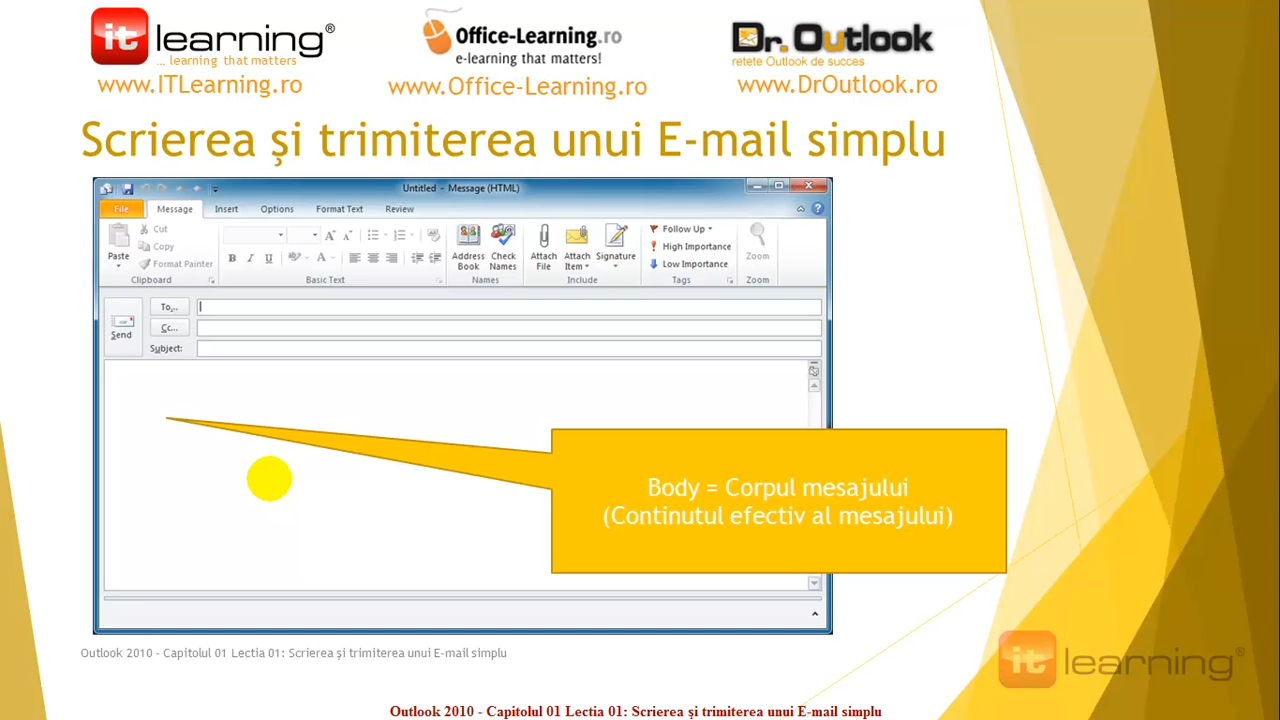 it learning®
... learning that matters
www.ITLearning.ro
Office-Learning.ro
e-learning that matters!
www.Office-Learning.ro
Dr. Outlook
retete Outlook de succes
www.DrOutlook.ro
Scrierea și trimiterea unui E-mail simplu
Untitled - Message (HTML)
File Message Insert Options Format Text Review
Paste
Cut
Copy
Format Painter
Clipboard
B I U
Basic Text
Address Book
Check Names
Names
Attach File
Attach Item
Signature
Include
Follow Up
High Importance
Low Importance
Tags
Zoom
Zoom
Send
To...
Cc...
Subject:
Body = Corpul mesajului
(Continutul efectiv al mesajului)
Outlook 2010 - Capitolul 01 Lectia 01: Scrierea și trimiterea unui E-mail simplu
it learning®
Outlook 2010 - Capitolul 01 Lectia 01: Scrierea și trimiterea unui E-mail simplu